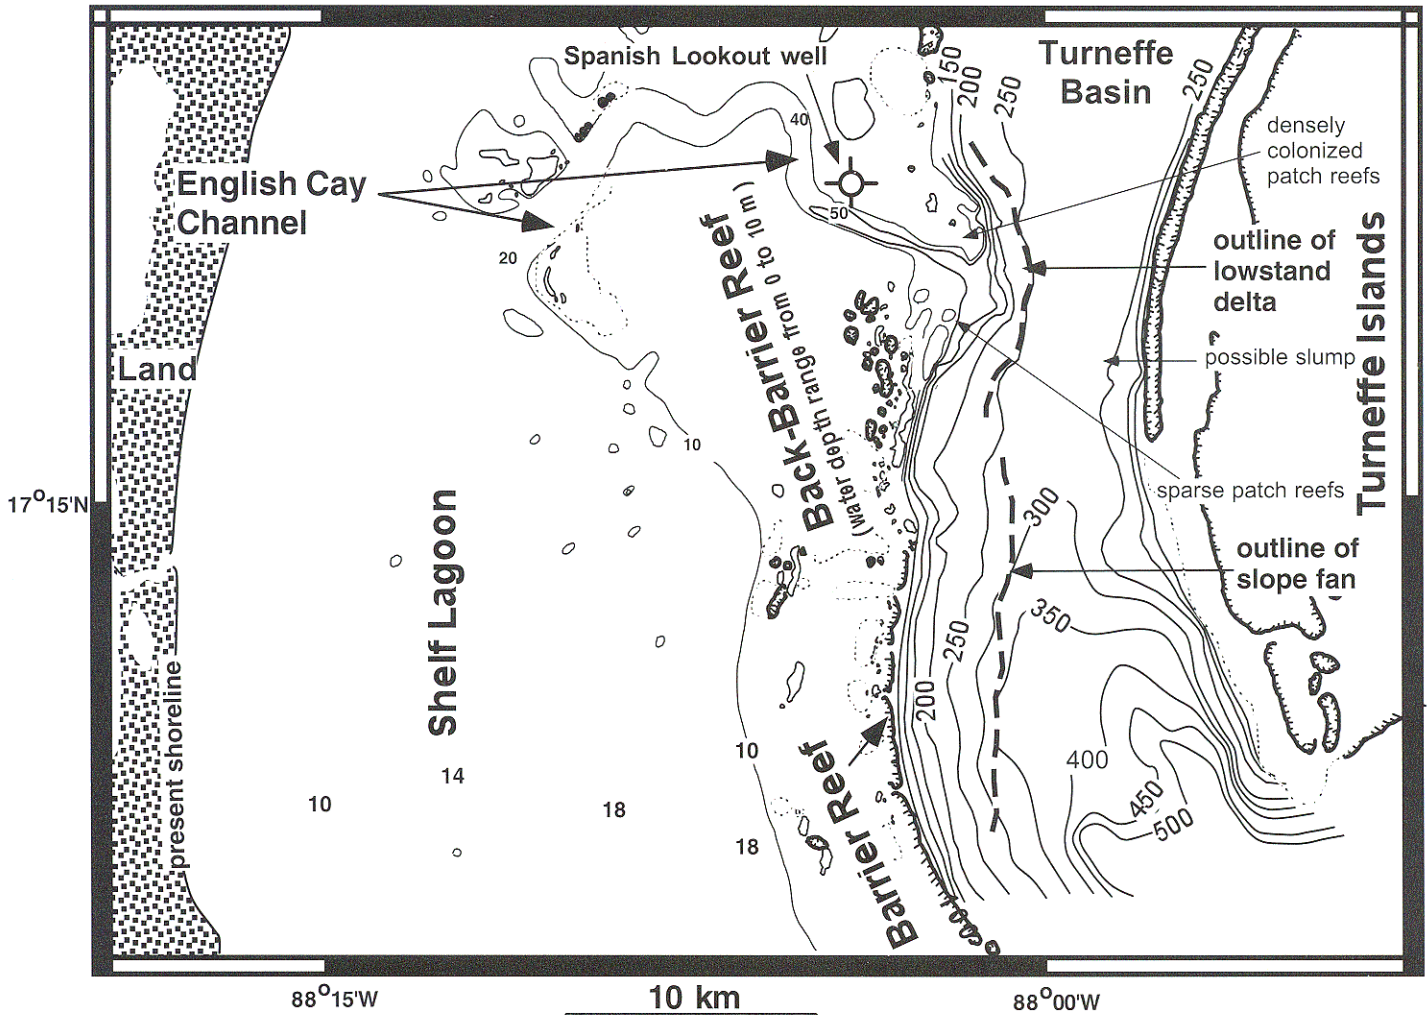 Spanish Lookout well
Turneffe
Basin
150
200
250
250
40
densely
colonized
patch reefs
English Cay
Channel
50
20
outline of
lowstand
delta
Turneffe Islands
Back-Barrier Reef
(water depth range from 0 to 10 m)
Land
possible slump
10
sparse patch reefs
17°15'N
300
outline of
slope fan
Shelf Lagoon
350
250
present shoreline
200
10
400
14
10
18
450
500
18
Barrier Reef
88°15'W
10 km
88°00'W